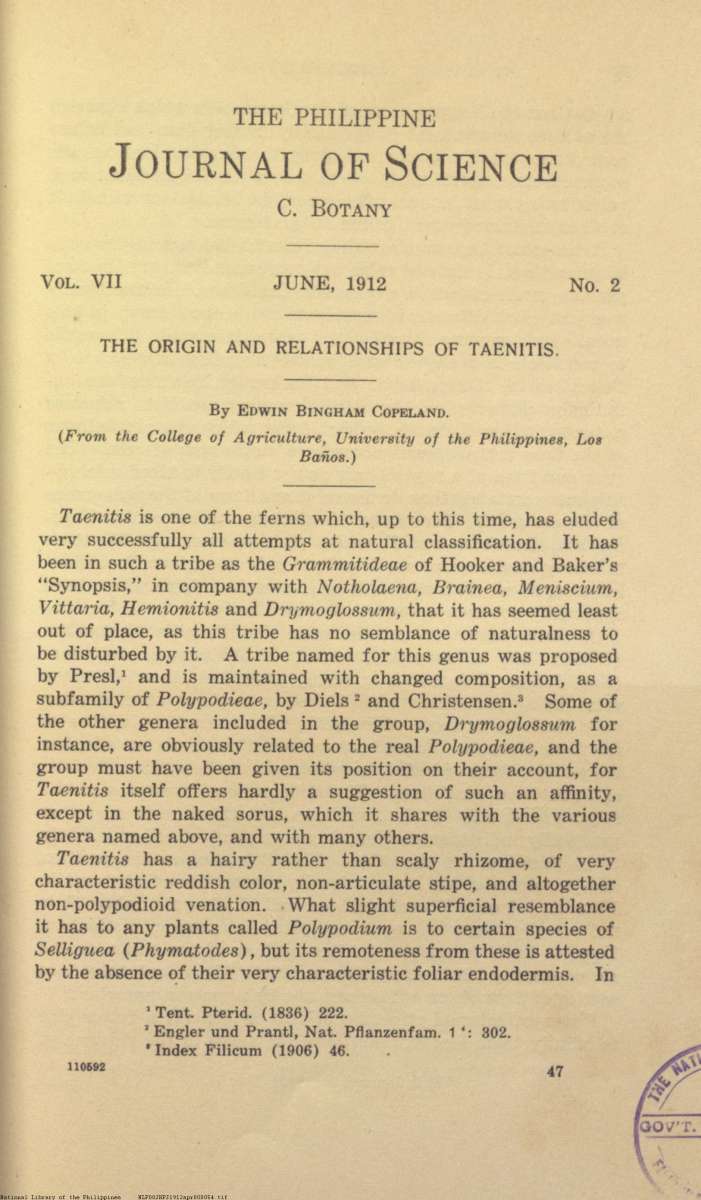 THE PHILIPPINE
JOURNAL OF SCIENCE
C. BOTANY
VOL. VII JUNE, 1912 No. 2
THE ORIGIN AND RELATIONSHIPS OF TAENITIS.
By EDWIN BINGHAM COPELAND.
(From the College of Agriculture, University of the Philippines, Los
Baños.)
Taenitis is one of the ferns which, up to this time, has eluded
very successfully all attempts at natural classification. It has
been in such a tribe as the Grammitideae of Hooker and Baker's
"Synopsis," in company with Notholaena, Brainea, Meniscium,
Vittaria, Hemionitis and Drymoglossum, that it has seemed least
out of place, as this tribe has no semblance of naturalness to
be disturbed by it. A tribe named for this genus was proposed
by Presl,¹ and is maintained with changed composition, as a
subfamily of Polypodieae, by Diels ² and Christensen.³ Some of
the other genera included in the group, Drymoglossum for
instance, are obviously related to the real Polypodieae, and the
group must have been given its position on their account, for
Taenitis itself offers hardly a suggestion of such an affinity,
except in the naked sorus, which it shares with the various
genera named above, and with many others.
Taenitis has a hairy rather than scaly rhizome, of very
characteristic reddish color, non-articulate stipe, and altogether
non-polypodioid venation. What slight superficial resemblance
it has to any plants called Polypodium is to certain species of
Selliguea (Phymatodes), but its remoteness from these is attested
by the absence of their very characteristic foliar endodermis. In
¹ Tent. Pterid. (1836) 222.
² Engler und Prantl, Nat. Pflanzenfam. 1 ⁴: 302.
³ Index Filicum (1906) 46.
110592
47
THE NATI
GOV'T.
National Library of the Philippines